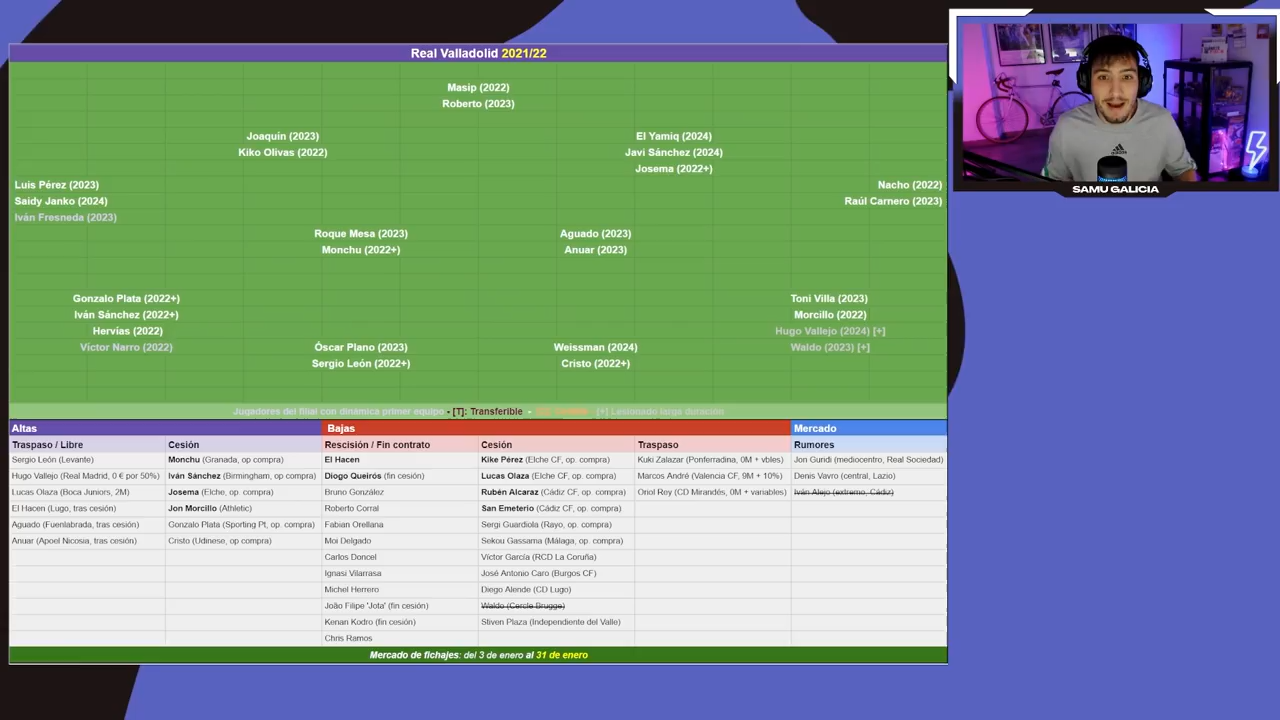 Real Valladolid 2021/22
Masip (2022)
Roberto (2023)
Joaquín (2023)
El Yamiq (2024)
Kiko Olivas (2022)
Javi Sánchez (2024)
Josema (2022+)
Luis Pérez (2023)
Nacho (2022)
Saidy Janko (2024)
Raúl Carnero (2023)
Iván Fresneda (2023)
Roque Mesa (2023)
Aguado (2023)
Monchu (2022+)
Anuar (2023)
Gonzalo Plata (2022+)
Toni Villa (2023)
Iván Sánchez (2022+)
Morcillo (2022)
Hervías (2022)
Hugo Vallejo (2024) [+]
Víctor Narro (2022)
Óscar Plano (2023)
Weissman (2024)
Waldo (2023) [+]
Sergio León (2022+)
Cristo (2022+)
Jugadores del filial con dinámica primer equipo - [T]: Transferible - [+] Lesionado larga duración
Altas Bajas Mercado
Traspaso / Libre Cesión Rescisión / Fin contrato Cesión Traspaso Rumores
Sergio León (Levante) Monchu (Granada, op compra) El Hacen Kike Pérez (Elche CF, op. compra) Kuki Zalazar (Ponferradina, 0M + vbles) Jon Guridi (mediocentro, Real Sociedad)
Hugo Vallejo (Real Madrid, 0 € por 50%) Iván Sánchez (Birmingham, op compra) Diogo Queirós (fin cesión) Lucas Olaza (Elche CF, op. compra) Marcos André (Valencia CF, 9M + 10%) Denis Vavro (central, Lazio)
Lucas Olaza (Boca Juniors, 2M) Josema (Elche, op compra) Bruno González Rubén Alcaraz (Cádiz CF, op. compra) Oriol Rey (CD Mirandés, 0M + variables) Iván Alejo (extremo, Cádiz)
El Hacen (Lugo, tras cesión) Jon Morcillo (Athletic) Roberto Corral San Emeterio (Cádiz CF, op. compra)
Aguado (Fuenlabrada, tras cesión) Gonzalo Plata (Sporting Pt, op. compra) Fabian Orellana Sergi Guardiola (Rayo, op. compra)
Anuar (Apoel Nicosia, tras cesión) Cristo (Udinese, op compra) Moi Delgado Sekou Gassama (Málaga, op. compra)
Carlos Doncel Víctor García (RCD La Coruña)
Ignasi Vilarrasa José Antonio Caro (Burgos CF)
Michel Herrero Diego Alende (CD Lugo)
João Filipe 'Jota' (fin cesión) Waldo (Cercle Brugge)
Kenan Kodro (fin cesión) Stiven Plaza (Independiente del Valle)
Chris Ramos
Mercado de fichajes: del 3 de enero al 31 de enero
SAMU GALICIA